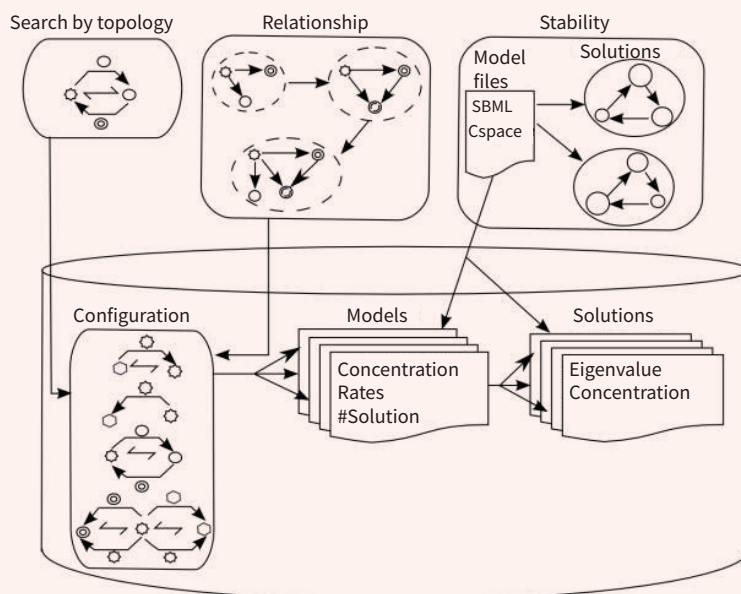 Search by topology
Relationship
Stability
Model
files
Solutions
SBML
Cspace
Configuration
Models
Solutions
Concentration
Rates
#Solution
Eigenvalue
Concentration